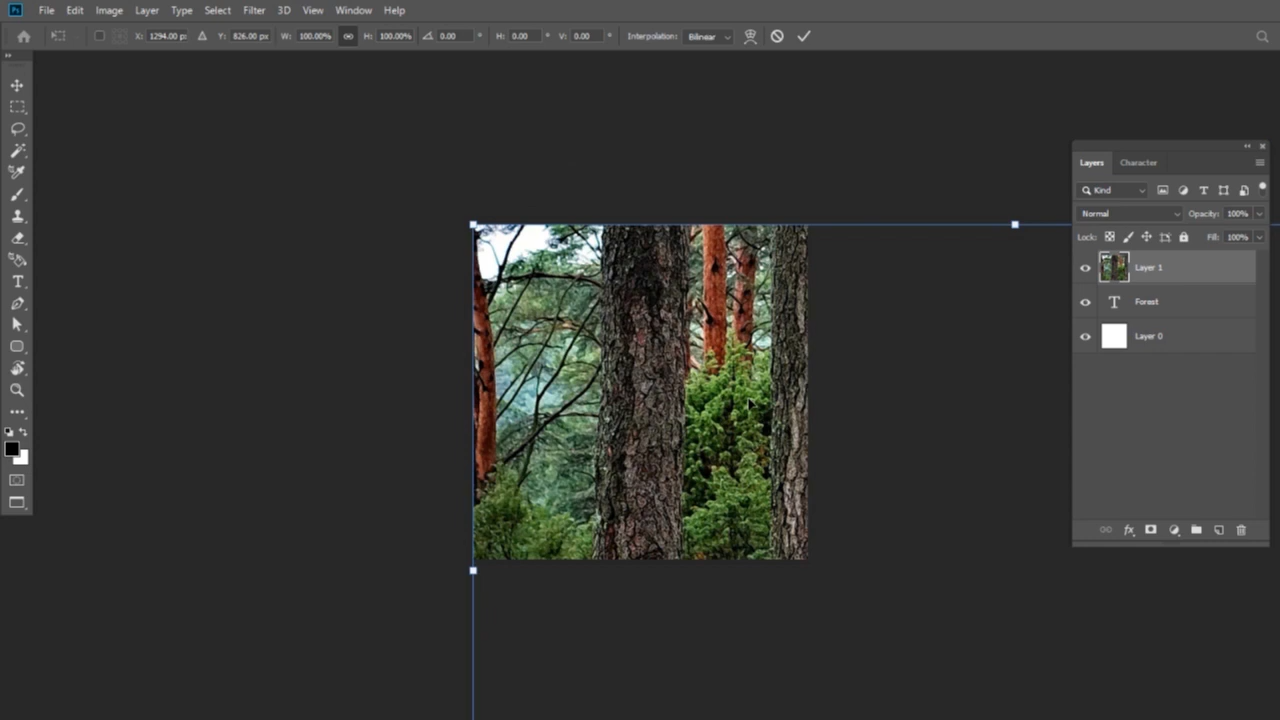 Ps File Edit Image Layer Type Select Filter 3D View Window Help
X: 1294.00 px Y: 826.00 px W: 100.00% H: 100.00% 0.00 ° H: 0.00 ° V: 0.00 ° Interpolation: Bilinear
Layers Character
Kind
Normal Opacity: 100%
Lock: Fill: 100%
Layer 1
T Forest
Layer 0
fx